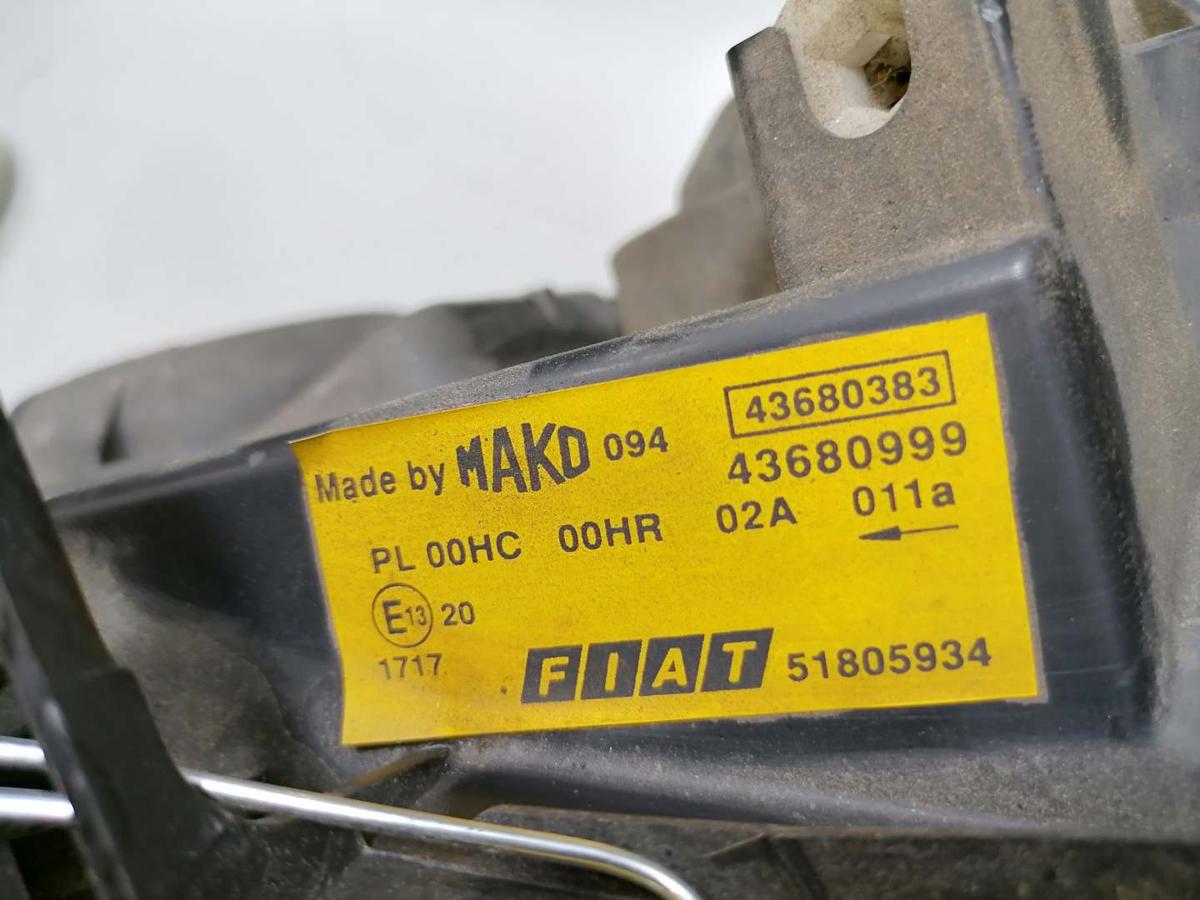 43680383
Made by MAKO 094 43680999
PL 00HC 00HR 02A 011a
E13 20
1717
FIAT 51805934